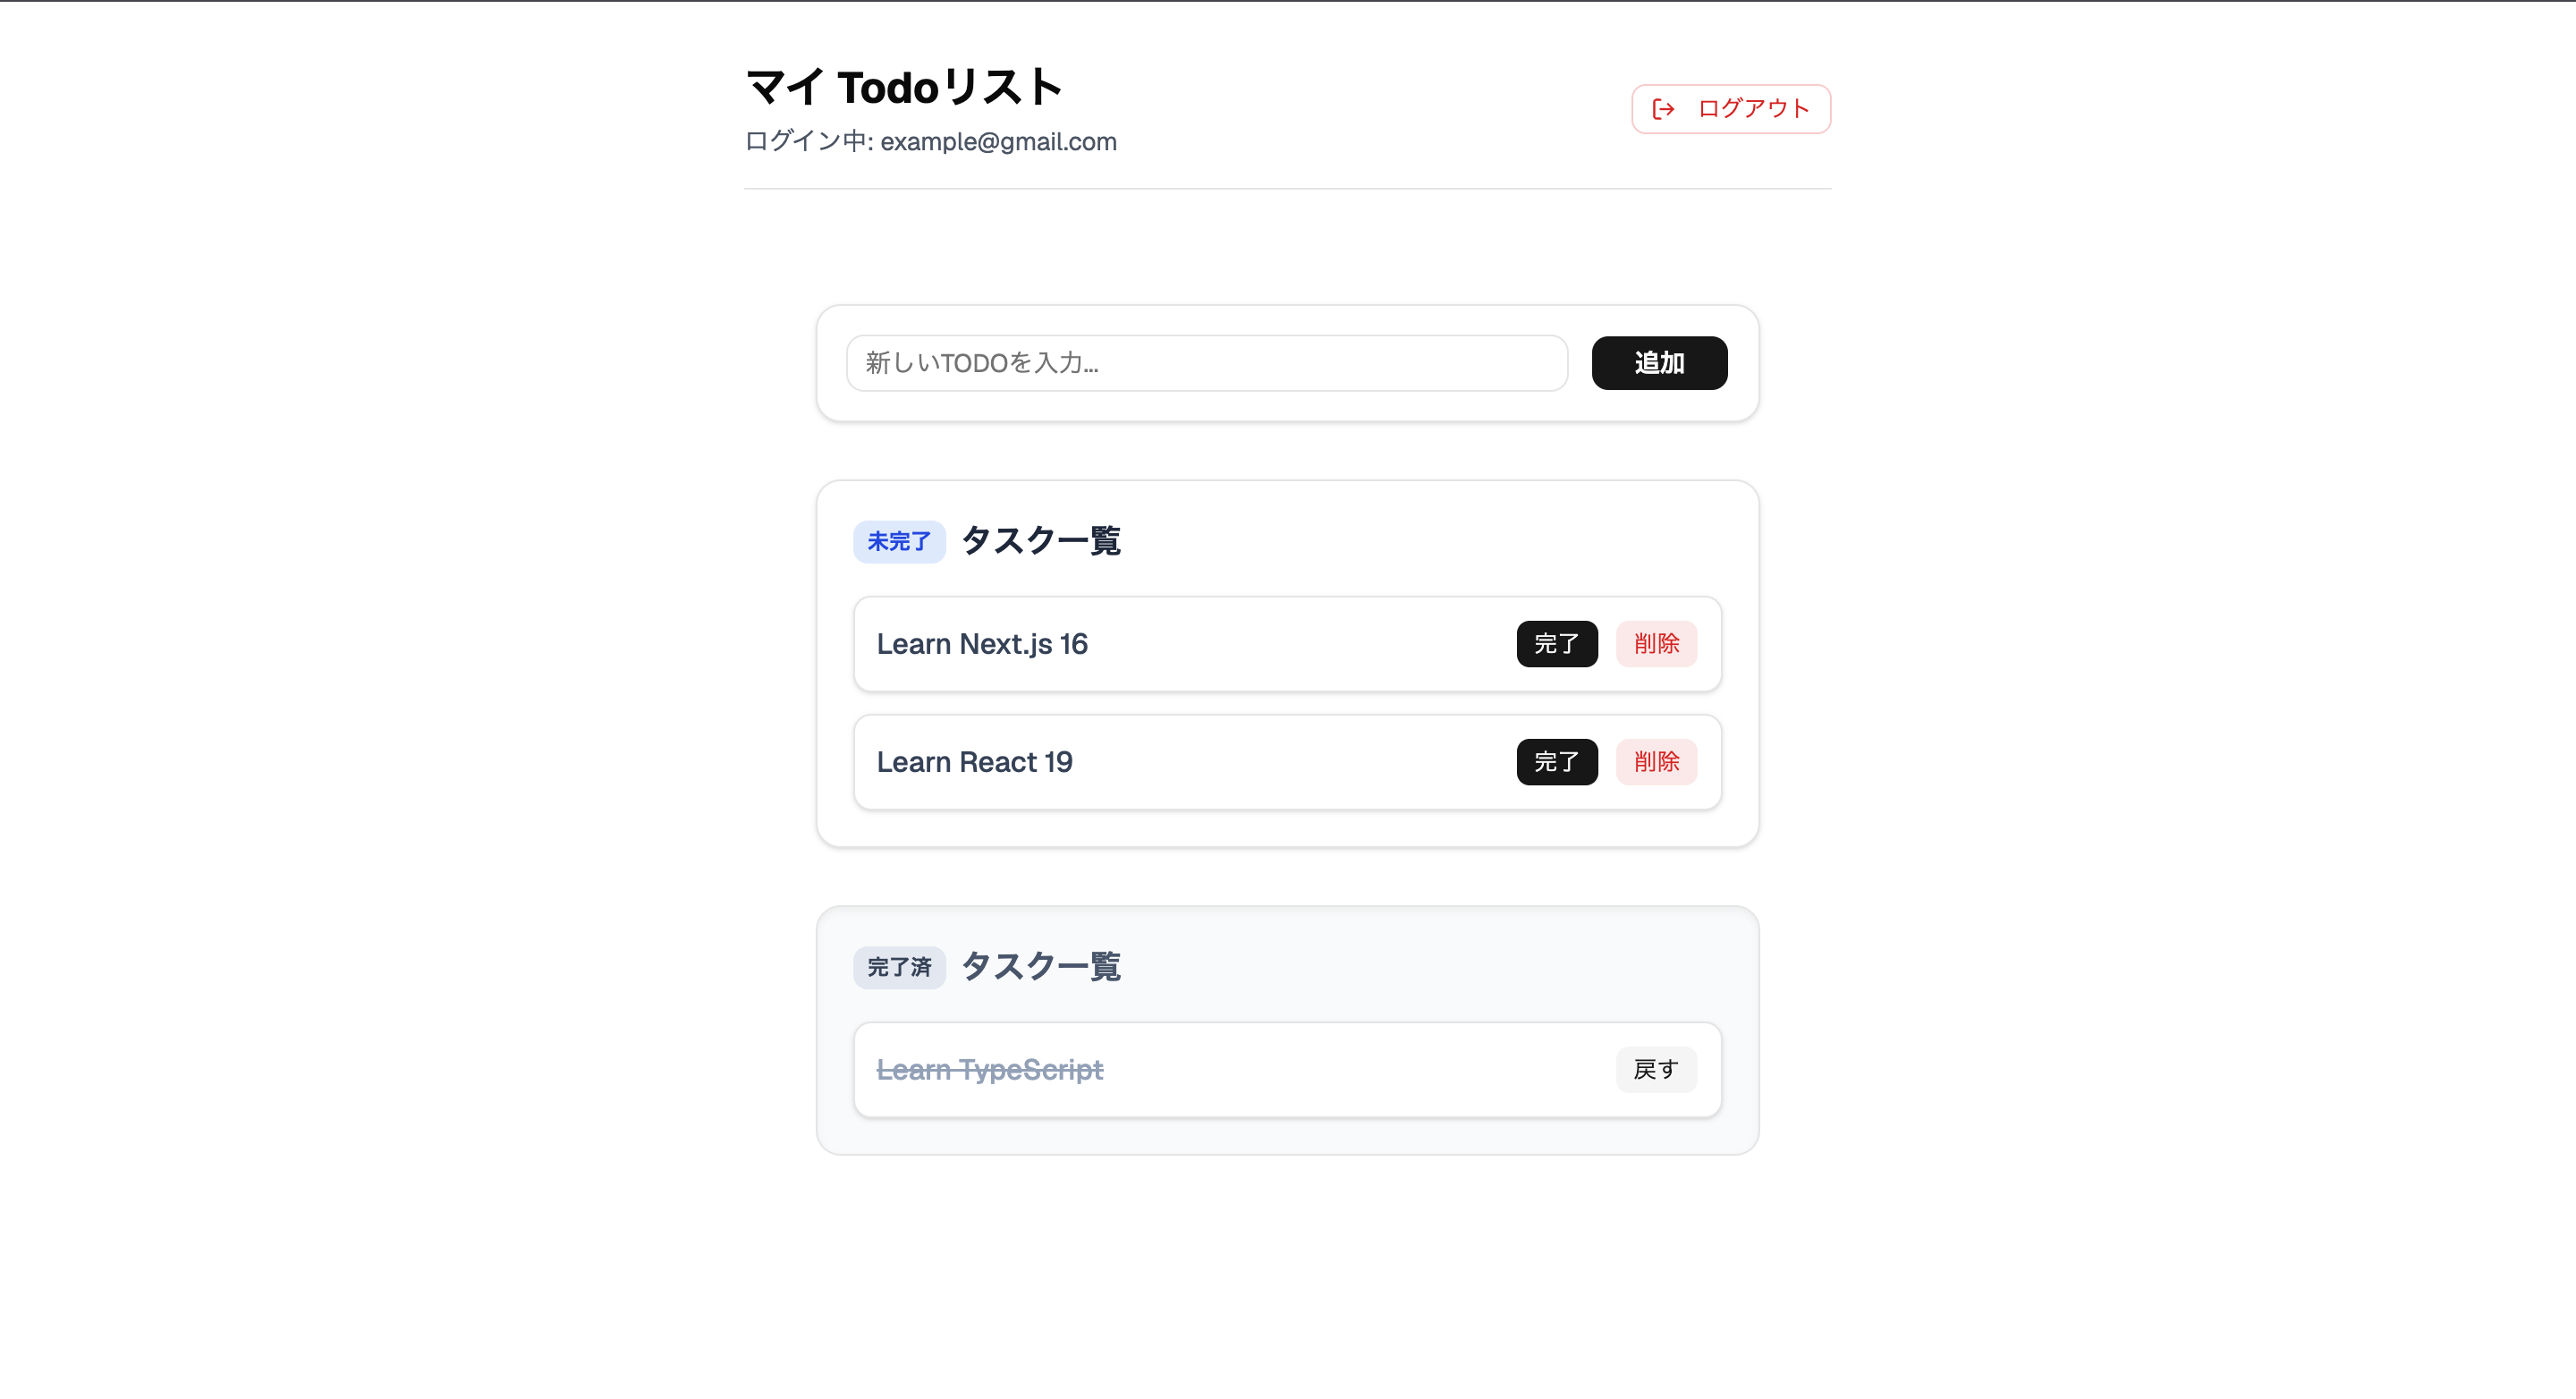 マイ Todoリスト
ログイン中: example@gmail.com
ログアウト
新しいTODOを入力...
追加
未完了 タスク一覧
Learn Next.js 16 完了 削除
Learn React 19 完了 削除
完了済 タスク一覧
Learn TypeScript 戻す